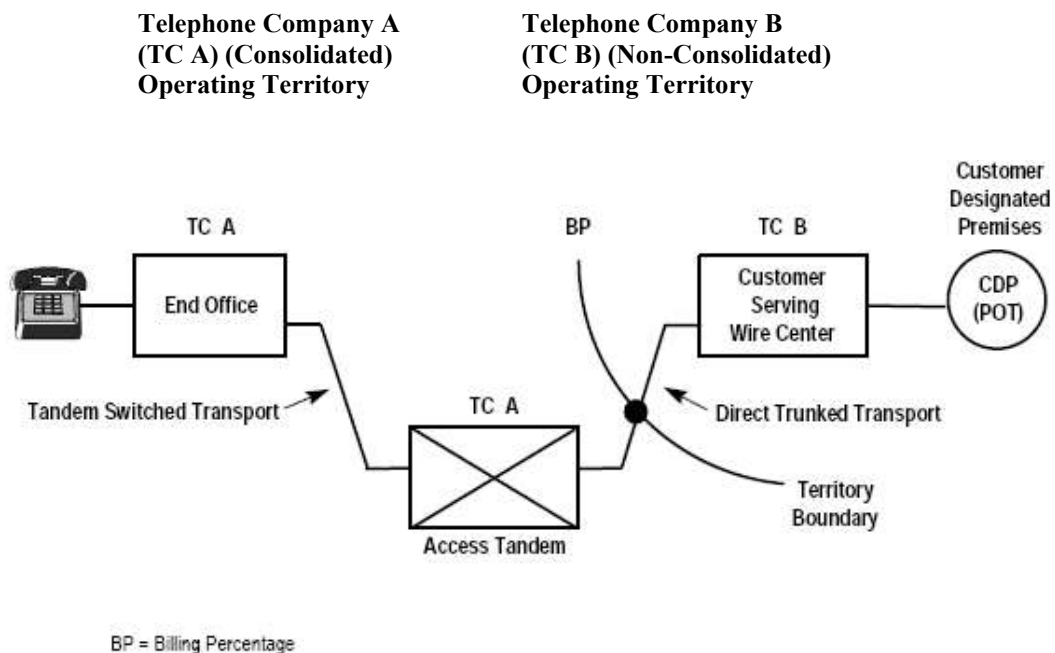 Telephone Company A
(TC A) (Consolidated)
Operating Territory
Telephone Company B
(TC B) (Non-Consolidated)
Operating Territory
Customer
Designated
Premises
TC A
BP
TC B
End Office
Customer
Serving
Wire Center
CDP
(POT)
Tandem Switched Transport
TC A
Direct Trunked Transport
Territory
Boundary
Access Tandem
BP = Billing Percentage